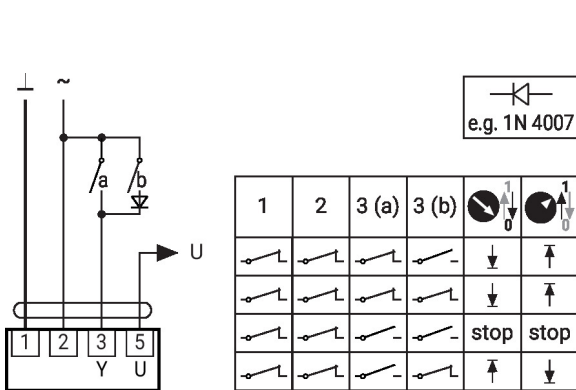 ⊥ ~
a b
U
1 2 3 5
Y U
e.g. 1N 4007
1 2 3 (a) 3 (b) 1 0 1 0
stop stop